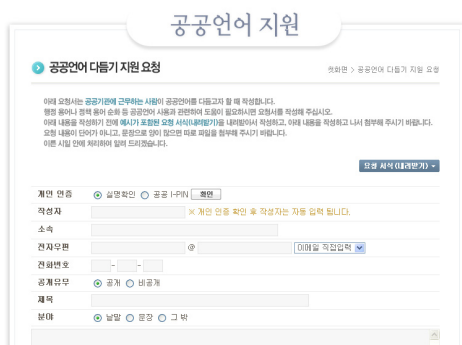 공공언어 지원
공공언어 다듬기 지원 요청
첫화면 > 공공언어 다듬기 지원 요청
아래 요청서는 공공기관에 근무하는 사람이 공공언어를 다듬고자 할 때 작성합니다.
행정 용어나 정책 용어 순화 등 공공언어 사용과 관련하여 도움이 필요하시면 요청서를 작성해 주십시오.
아래 내용을 작성하기 전에 예시가 포함된 요청 서식(내려받기)을 내려받아서 작성하고, 아래 내용을 작성하고 나서 첨부해 주시기 바랍니다.
요청 내용이 단어가 아니고, 문장으로 양이 많으면 따로 파일을 첨부해 주시기 바랍니다.
이른 시일 안에 처리하여 알려 드리겠습니다.
요청 서식 (내려받기)
개인 인증 실명확인 공공 I-PIN 확인
작성자 ※ 개인 인증 확인 후 작성자는 자동 입력 됩니다.
소속
전자우편 @ 이메일 직접입력
전화번호 - -
공개유무 공개 비공개
제목
분야 낱말 문장 그 밖